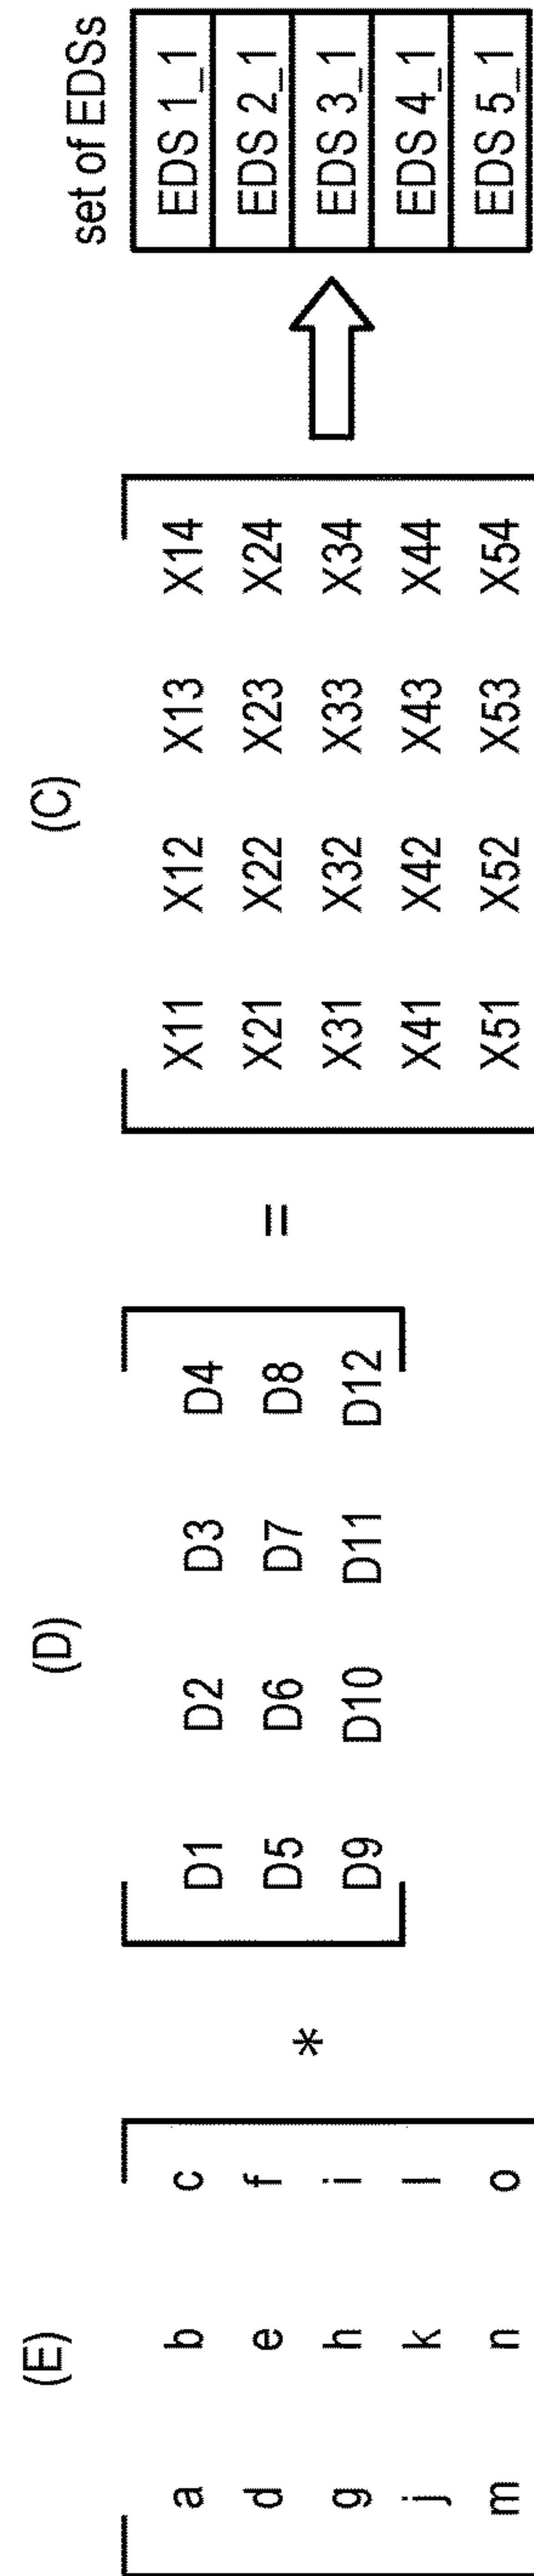 (E)
a b c
d e f
g h i
j k l
m n o
*
(D)
D1 D2 D3 D4
D5 D6 D7 D8
D9 D10 D11 D12
=
(C)
X11 X12 X13 X14
X21 X22 X23 X24
X31 X32 X33 X34
X41 X42 X43 X44
X51 X52 X53 X54
set of EDSs
EDS 1_1
EDS 2_1
EDS 3_1
EDS 4_1
EDS 5_1